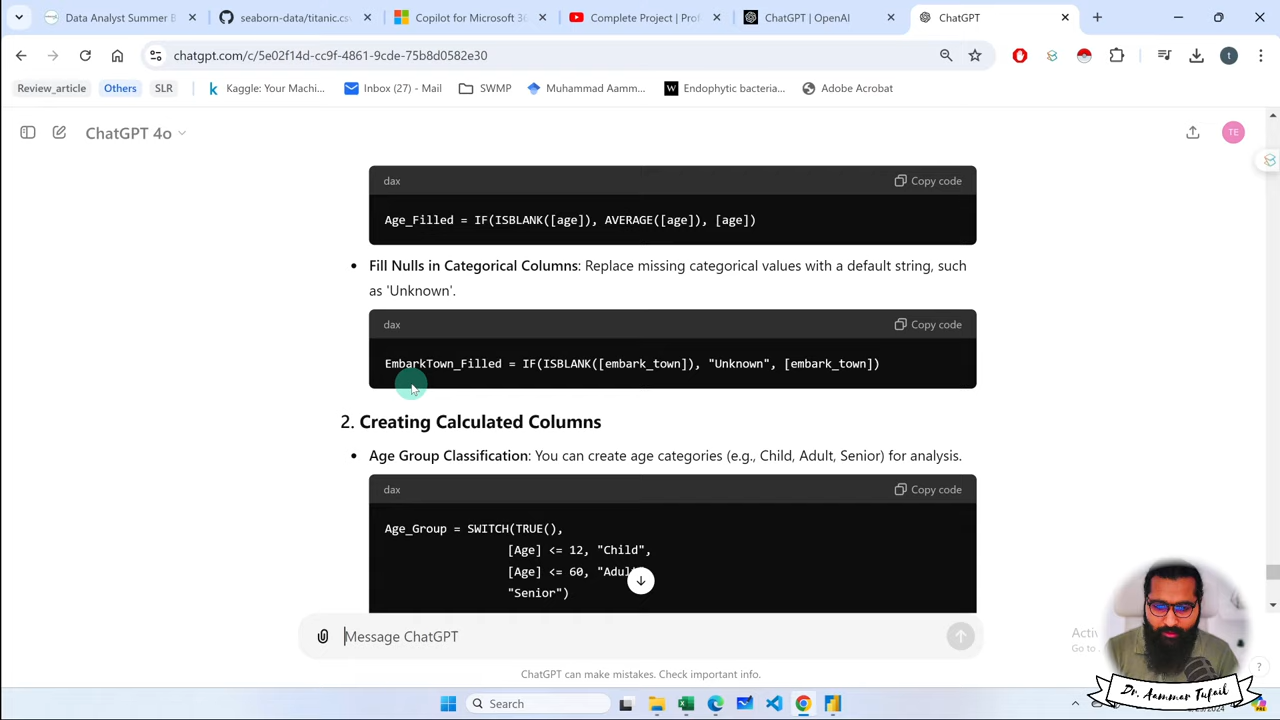 Data Analyst Summer B
seaborn-data/titanic.cs
Copilot for Microsoft 36
Complete Project | Prof
ChatGPT | OpenAI
ChatGPT
chatgpt.com/c/5e02f14d-cc9f-4861-9cde-75b8d0582e30
t
Review_article
Others
SLR
Kaggle: Your Machi...
Inbox (27) - Mail
SWMP
Muhammad Aamm...
Endophytic bacteria...
Adobe Acrobat
ChatGPT 4o
TE
dax
Copy code
Age_Filled = IF(ISBLANK([age]), AVERAGE([age]), [age])
• Fill Nulls in Categorical Columns: Replace missing categorical values with a default string, such
as 'Unknown'.
dax
Copy code
EmbarkTown_Filled = IF(ISBLANK([embark_town]), "Unknown", [embark_town])
2. Creating Calculated Columns
• Age Group Classification: You can create age categories (e.g., Child, Adult, Senior) for analysis.
dax
Copy code
Age_Group = SWITCH(TRUE(),
[Age] <= 12, "Child",
[Age] <= 60, "Adul
"Senior")
Message ChatGPT
Activ
Go to
ChatGPT can make mistakes. Check important info.
?
Dr. Aammar Tufail
Search